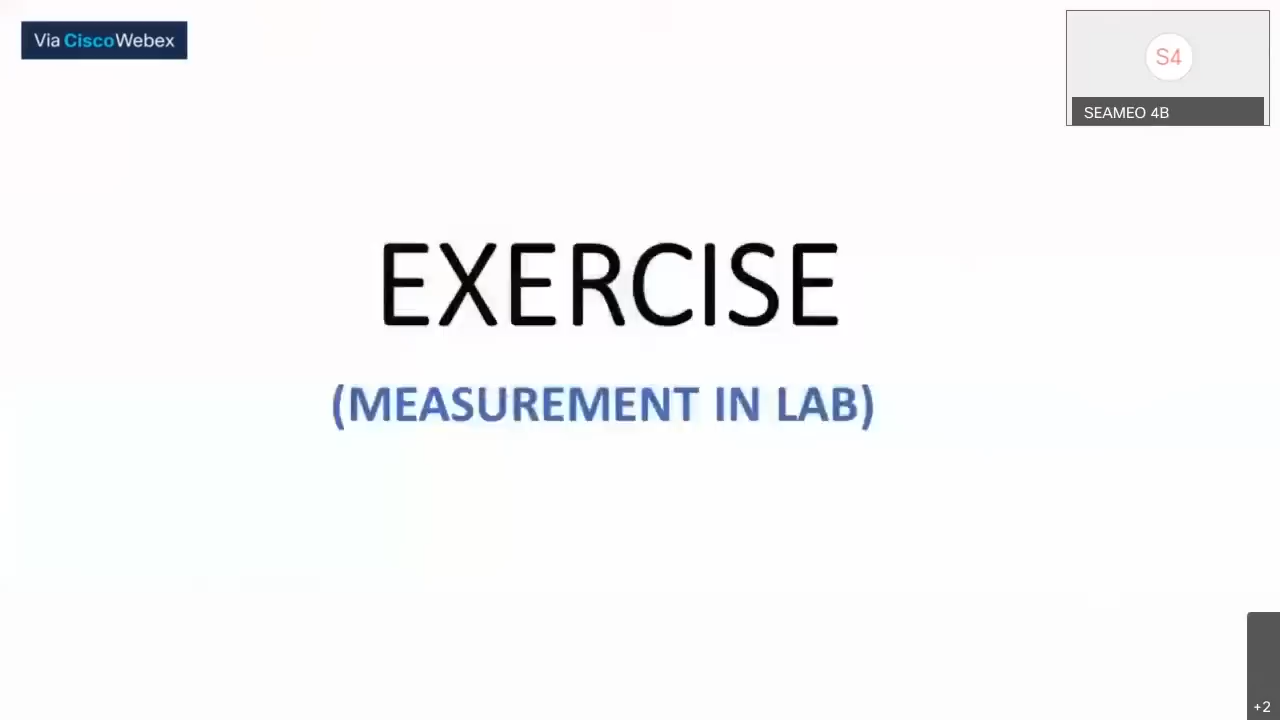 Via CiscoWebex
S4
SEAMEO 4B
EXERCISE
(MEASUREMENT IN LAB)
+2